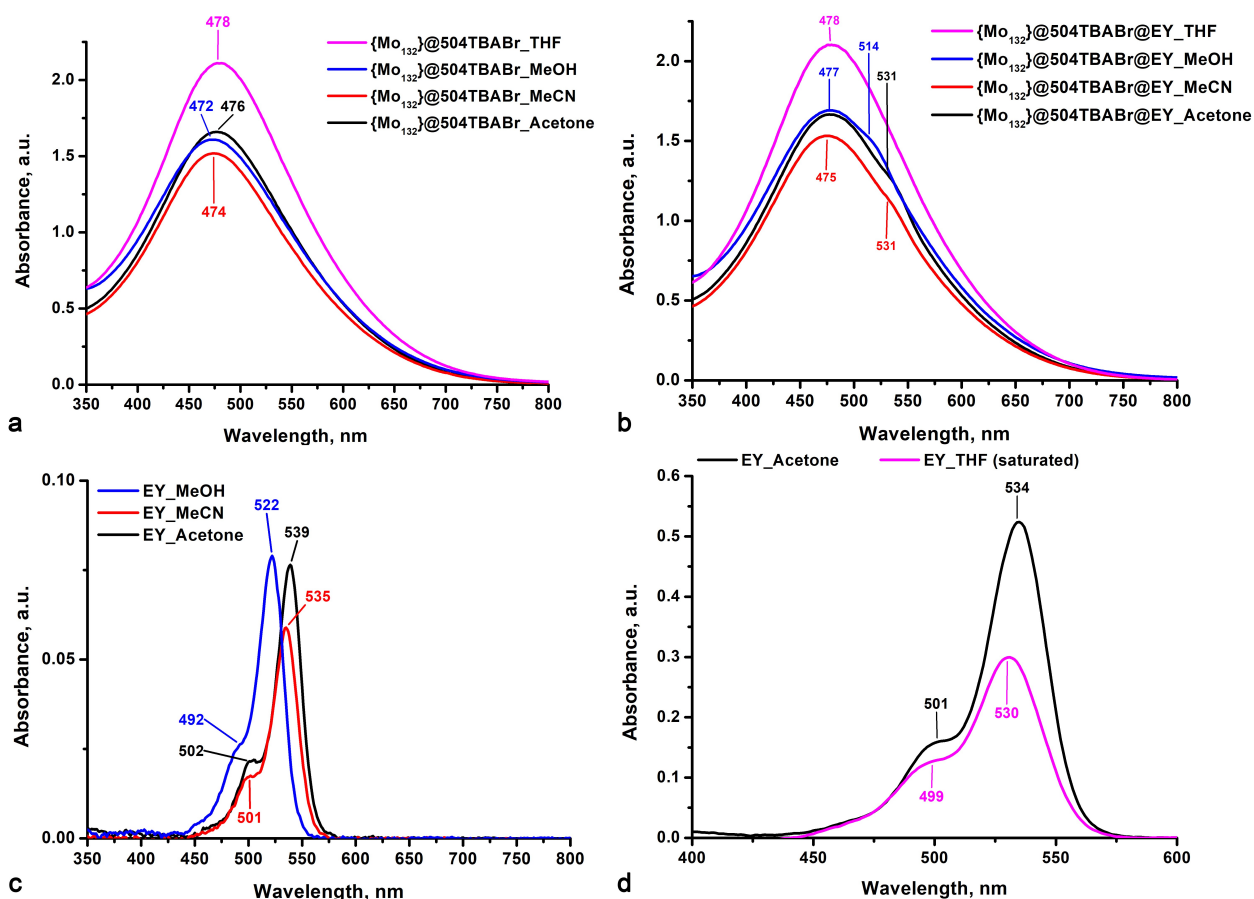 478
{Mo132}@504TBABr_THF
{Mo132}@504TBABr_MeOH
{Mo132}@504TBABr_MeCN
{Mo132}@504TBABr_Acetone
472
476
474
2.0
1.5
1.0
0.5
0.0
350 400 450 500 550 600 650 700 750 800
Absorbance, a.u.
Wavelength, nm
a
478
514
477
531
475
531
{Mo132}@504TBABr@EY_THF
{Mo132}@504TBABr@EY_MeOH
{Mo132}@504TBABr@EY_MeCN
{Mo132}@504TBABr@EY_Acetone
2.0
1.5
1.0
0.5
0.0
350 400 450 500 550 600 650 700 750 800
Absorbance, a.u.
Wavelength, nm
b
EY_MeOH
EY_MeCN
EY_Acetone
522
539
535
492
502
501
0.10
0.05
0.00
350 400 450 500 550 600 650 700 750 800
Absorbance, a.u.
Wavelength, nm
c
EY_Acetone
EY_THF (saturated)
534
530
501
499
0.6
0.5
0.4
0.3
0.2
0.1
0.0
400 450 500 550 600
Absorbance, a.u.
Wavelength, nm
d